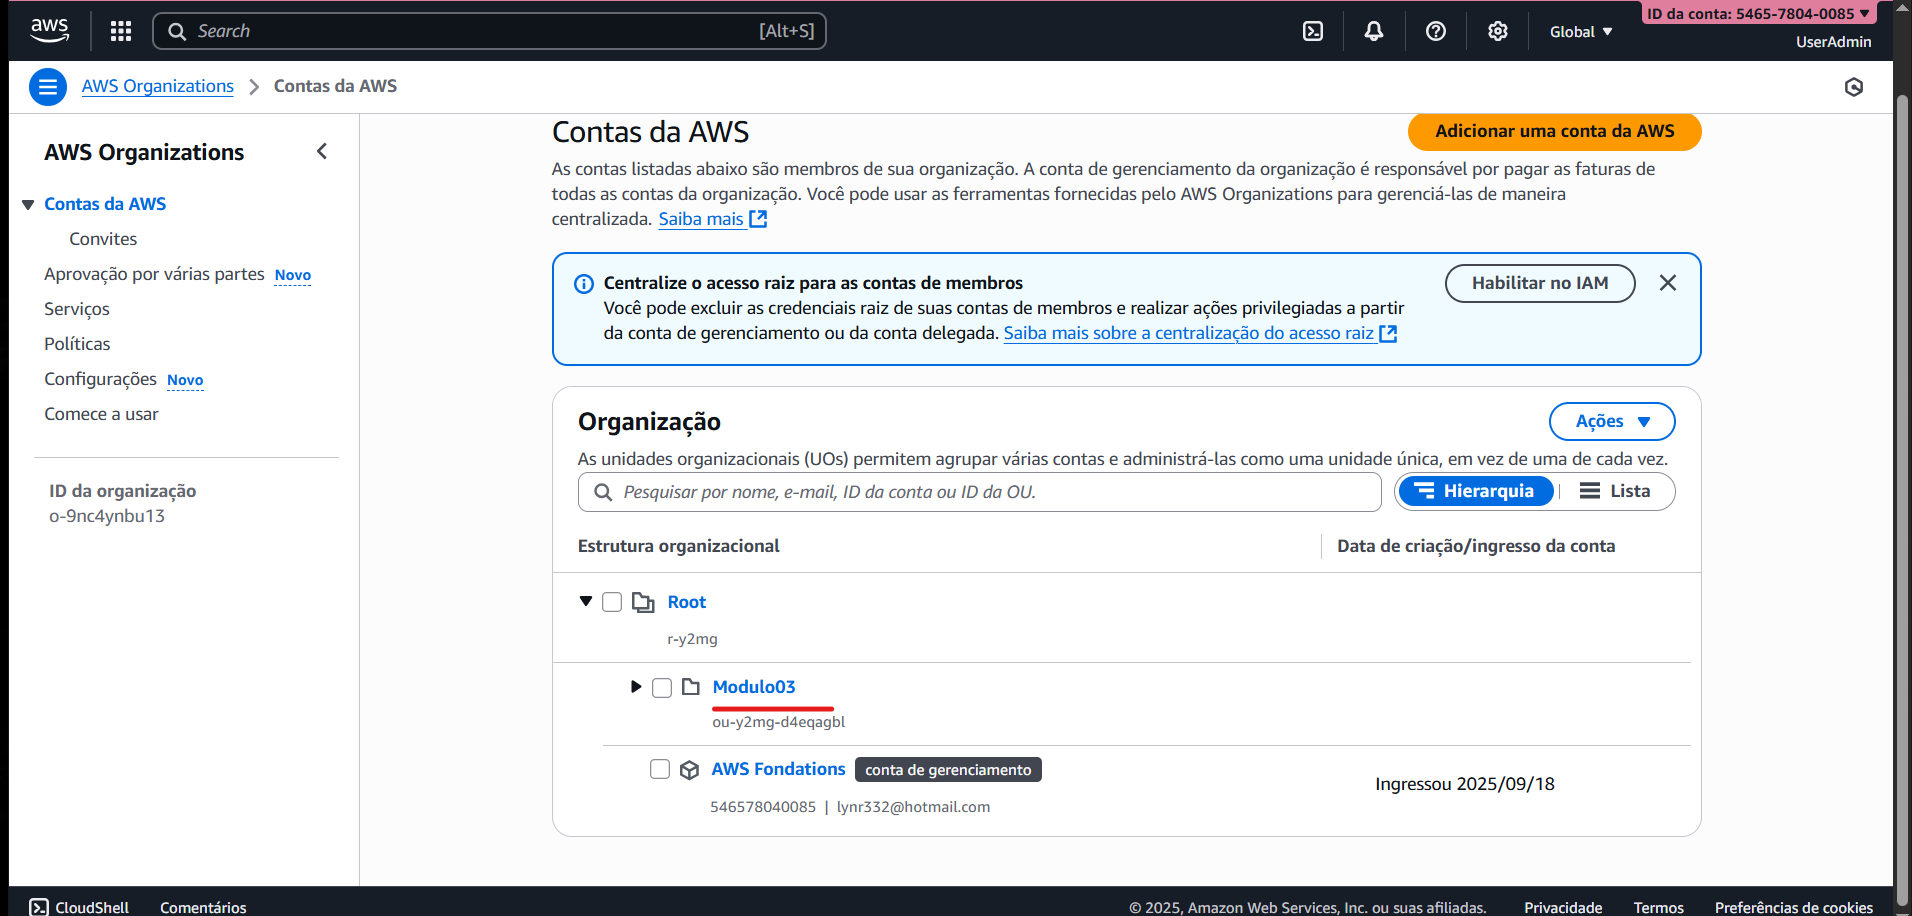 aws
Search
[Alt+S]
Global
ID da conta: 5465-7804-0085
UserAdmin
AWS Organizations
Contas da AWS
AWS Organizations
Contas da AWS
Convites
Aprovação por várias partes Novo
Serviços
Políticas
Configurações Novo
Comece a usar
ID da organização
o-9nc4ynbu13
Contas da AWS
Adicionar uma conta da AWS
As contas listadas abaixo são membros de sua organização. A conta de gerenciamento da organização é responsável por pagar as faturas de
todas as contas da organização. Você pode usar as ferramentas fornecidas pelo AWS Organizations para gerenciá-las de maneira
centralizada. Saiba mais
Centralize o acesso raiz para as contas de membros
Você pode excluir as credenciais raiz de suas contas de membros e realizar ações privilegiadas a partir
da conta de gerenciamento ou da conta delegada. Saiba mais sobre a centralização do acesso raiz
Habilitar no IAM
Organização
Ações
As unidades organizacionais (UOs) permitem agrupar várias contas e administrá-las como uma unidade única, em vez de uma de cada vez.
Pesquisar por nome, e-mail, ID da conta ou ID da OU.
Hierarquia
Lista
Estrutura organizacional
Data de criação/ingresso da conta
Root
r-y2mg
Modulo03
ou-y2mg-d4eqagbl
AWS Fondations conta de gerenciamento
546578040085 | lynr332@hotmail.com
Ingressou 2025/09/18
CloudShell
Comentários
© 2025, Amazon Web Services, Inc. ou suas afiliadas.
Privacidade
Termos
Preferências de cookies